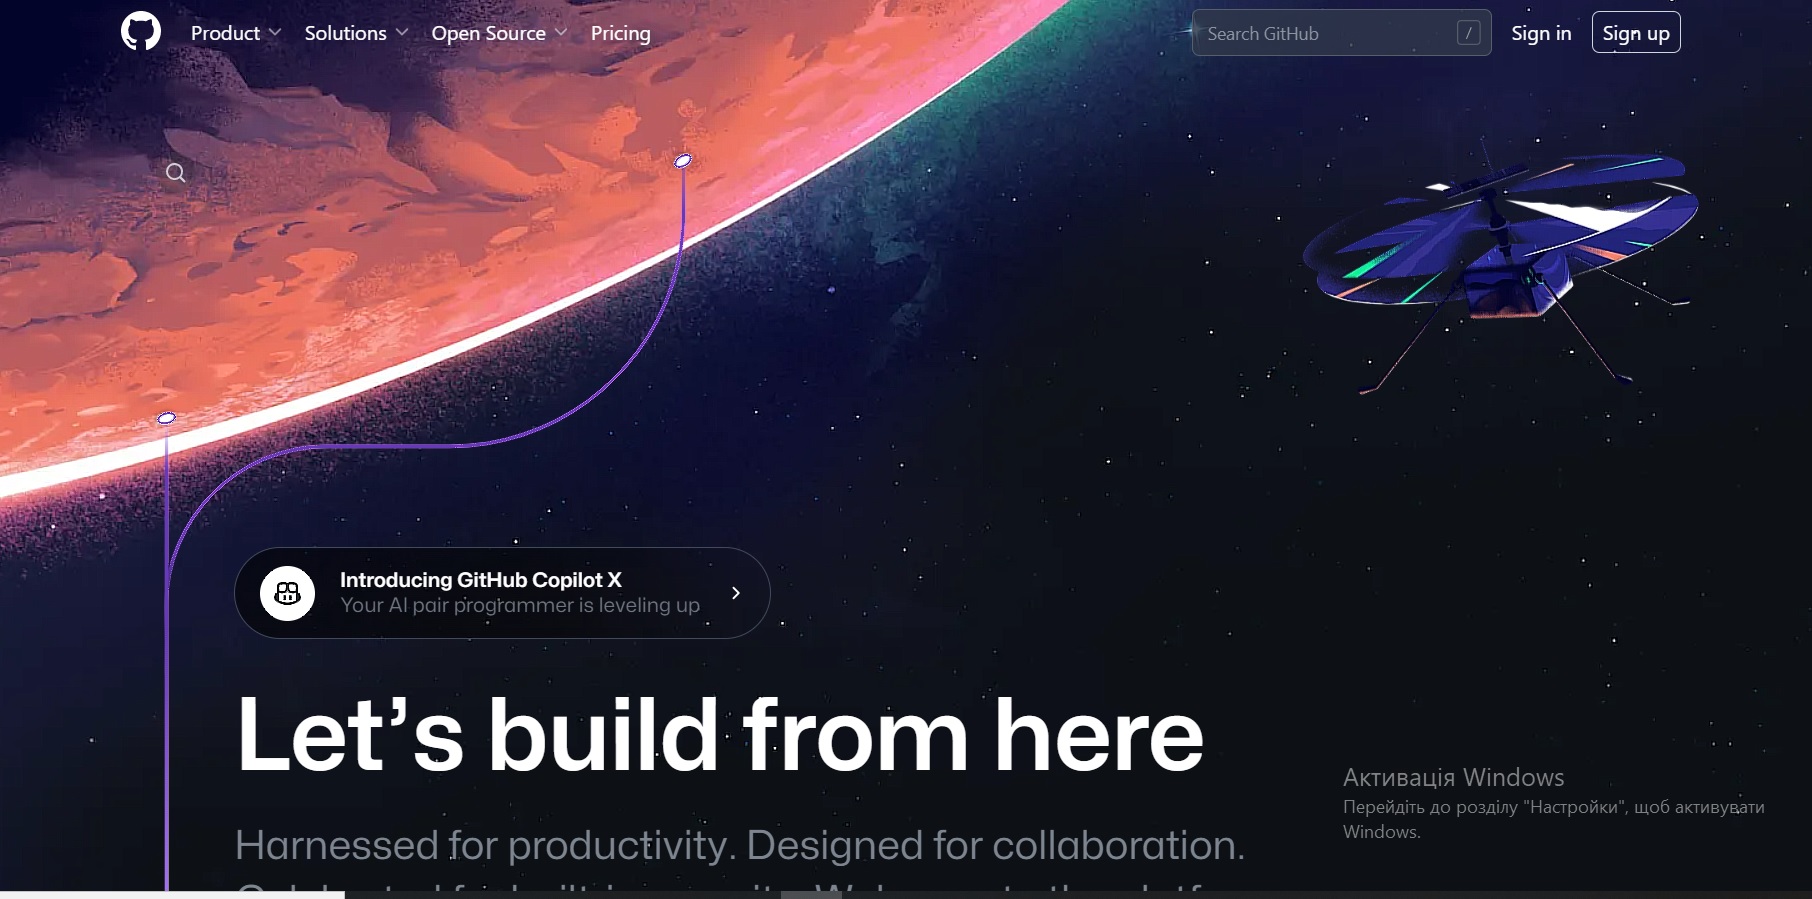 Product
Solutions
Open Source
Pricing
Search GitHub /
Sign in
Sign up
Introducing GitHub Copilot X
Your AI pair programmer is leveling up
Let’s build from here
Harnessed for productivity. Designed for collaboration.
Активація Windows
Перейдіть до розділу "Настройки", щоб активувати
Windows.